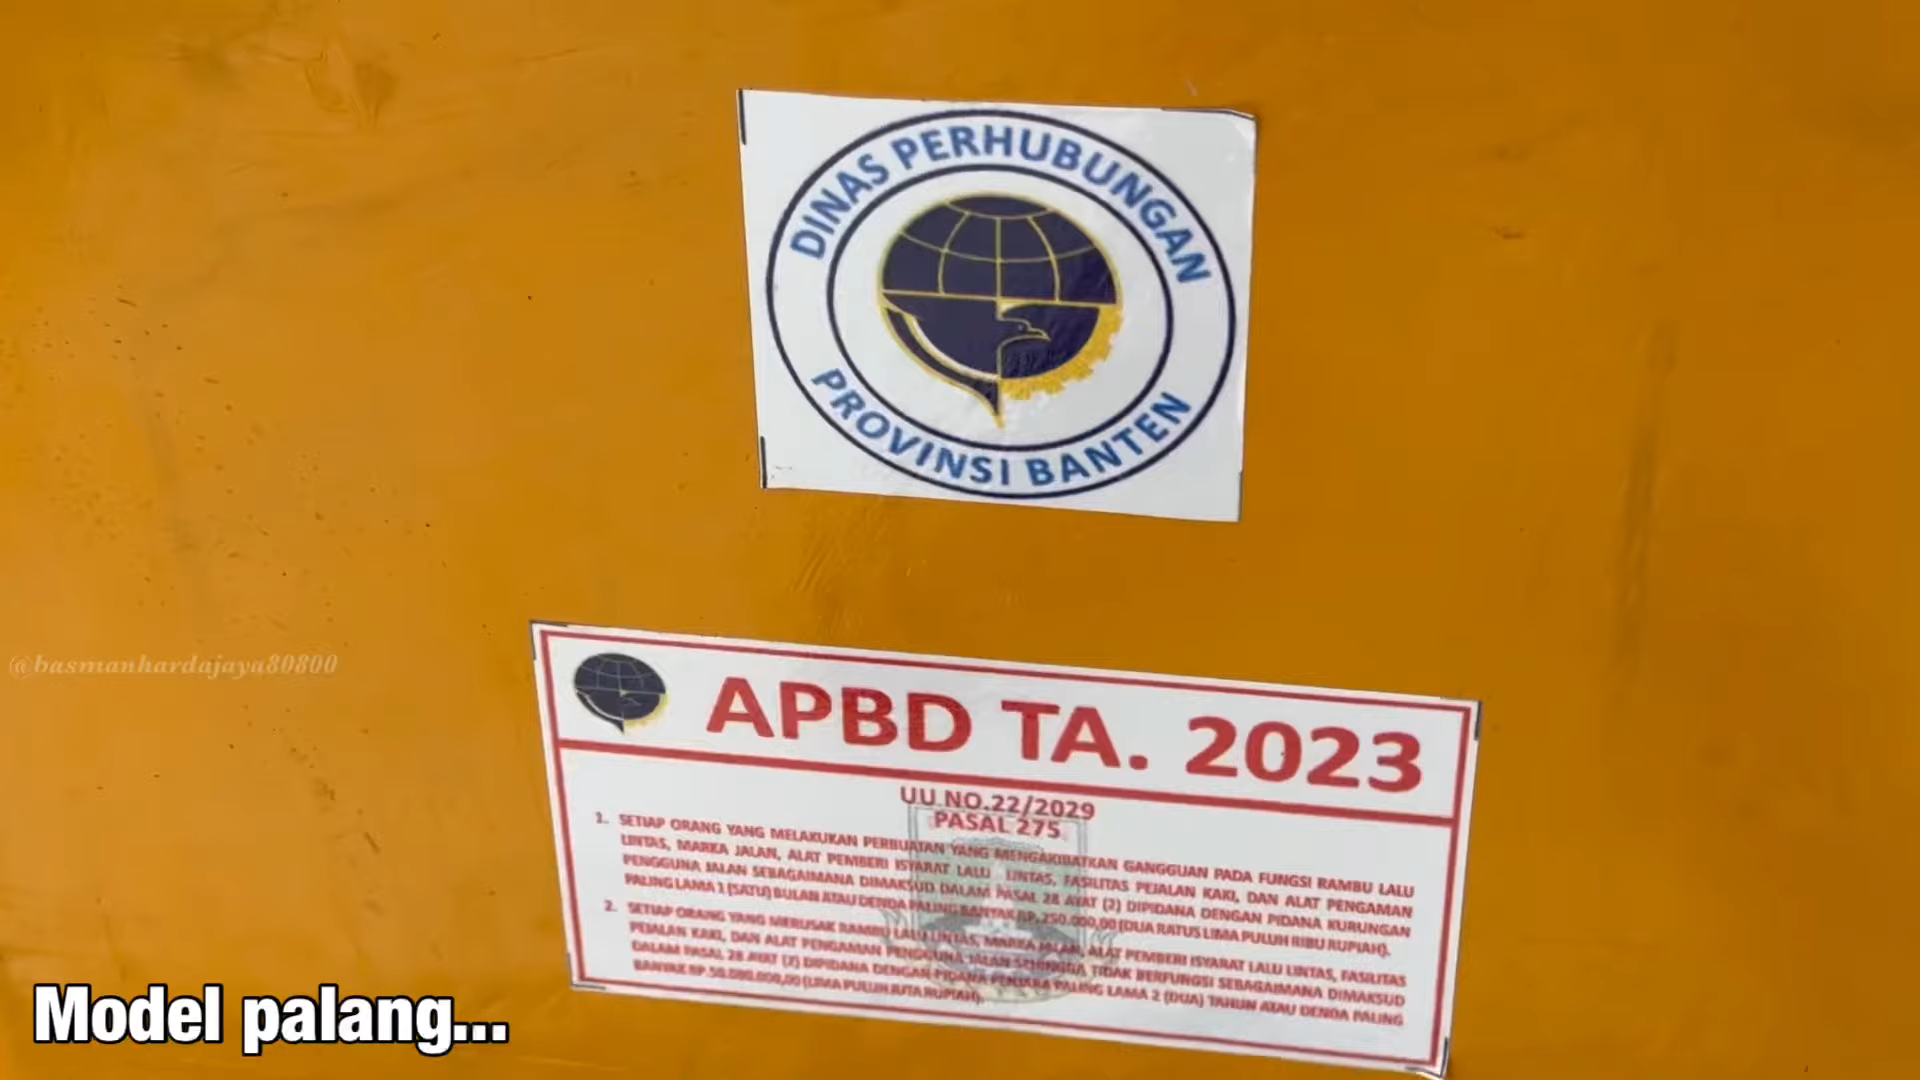 DINAS PERHUBUNGAN
PROVINSI BANTEN
@basmanhardajaya80800
APBD TA. 2023
UU NO.22/2029
PASAL 275
1. SETIAP ORANG YANG MELAKUKAN PERBUATAN YANG MENGAKIBATKAN GANGGUAN PADA FUNGSI RAMBU LALU
LINTAS, MARKA JALAN, ALAT PEMBERI ISYARAT LALU LINTAS, FASILITAS PEJALAN KAKI, DAN ALAT PENGAMAN
PENGGUNA JALAN SEBAGAIMANA DIMAKSUD DALAM PASAL 28 AYAT (2) DIPIDANA DENGAN PIDANA KURUNGAN
PALING LAMA 1 (SATU) BULAN ATAU DENDA PALING BANYAK RP.250.000,00 (DUA RATUS LIMA PULUH RIBU RUPIAH).
2. SETIAP ORANG YANG MERUSAK RAMBU LALU LINTAS, MARKA JALAN, ALAT PEMBERI ISYARAT LALU LINTAS, FASILITAS
PEJALAN KAKI, DAN ALAT PENGAMAN PENGGUNA JALAN SEHINGGA TIDAK BERFUNGSI SEBAGAIMANA DIMAKSUD
DALAM PASAL 28 AYAT (2) DIPIDANA DENGAN PIDANA PENJARA PALING LAMA 2 (DUA) TAHUN ATAU DENDA PALING
BANYAK RP.50.000.000,00 (LIMA PULUH JUTA RUPIAH).
Model palang...